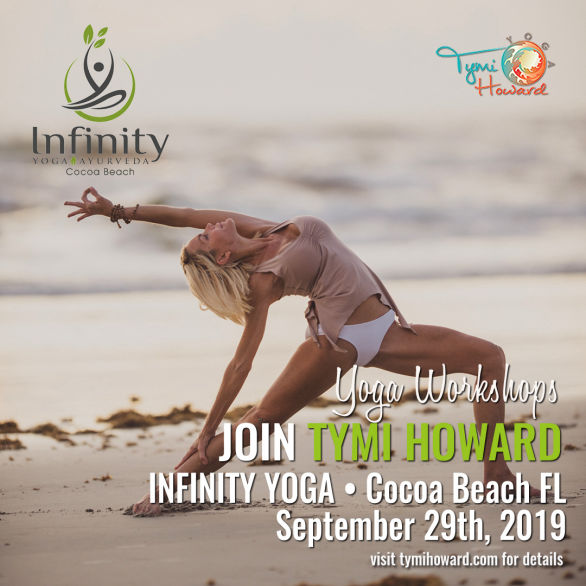 Infinity
YOGA AYURVEDA
Cocoa Beach
YOGA
Tymi
Howard
Yoga Workshops
JOIN TYMI HOWARD
INFINITY YOGA • Cocoa Beach FL
September 29th, 2019
visit tymihoward.com for details